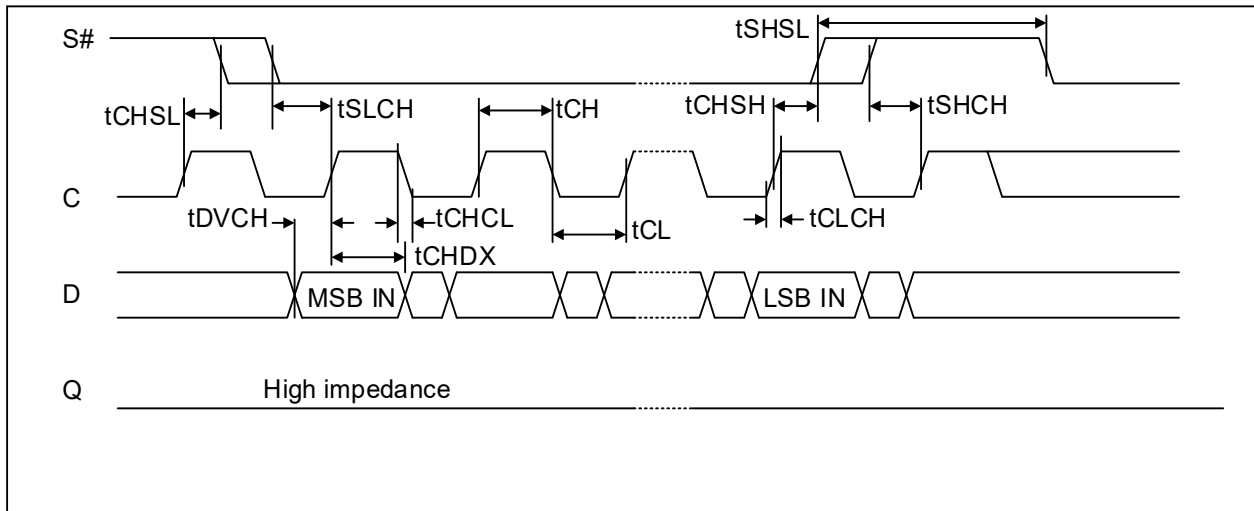 S#
tSHSL
tCHSL
tSLCH
tCH
tCHSH
tSHCH
C
tDVCH
tCHCL
tCL
tCLCH
tCHDX
D
MSB IN
LSB IN
Q
High impedance